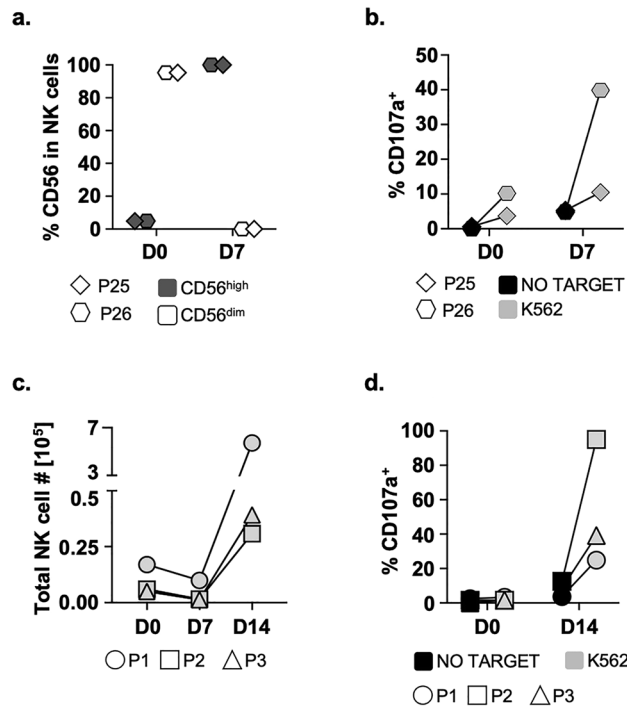 a.
% CD56 in NK cells
100
80
60
40
20
0
D0 D7
P25 CD56high
P26 CD56dim
b.
% CD107a+
50
40
30
20
10
0
D0 D7
P25 NO TARGET
P26 K562
c.
Total NK cell # [10^5]
7
3
0.5
0.25
0.00
D0 D7 D14
P1 P2 P3
d.
% CD107a+
100
80
60
40
20
0
D0 D14
NO TARGET K562
P1 P2 P3